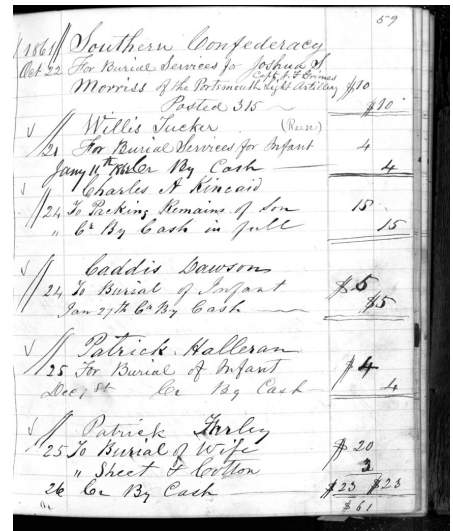 59
1861 Southern Confederacy
Oct 22 For Burial Services for Joshua S.
Capt J. F. Grimes
Morriss of the Portsmouth Light Artillery $10
Posted 315 $10
Willis Tucker
21 For Burial Services for Infant 4
Jany 11th Cr By Cash 4
Charles A Kincaid
24 To Packing Remains of Son 15
" Cr By Cash in full 15
Caddis Dawson
24 To Burial of Infant $5
Jan 27th Cr By Cash $5
Patrick Halleran
25 For Burial of Infant $4
Dec 7 Cr By Cash 4
Patrick
25 To Burial of Wife $20
" Sheet & Cotton 3
26 Cr By Cash $23 $23
$61